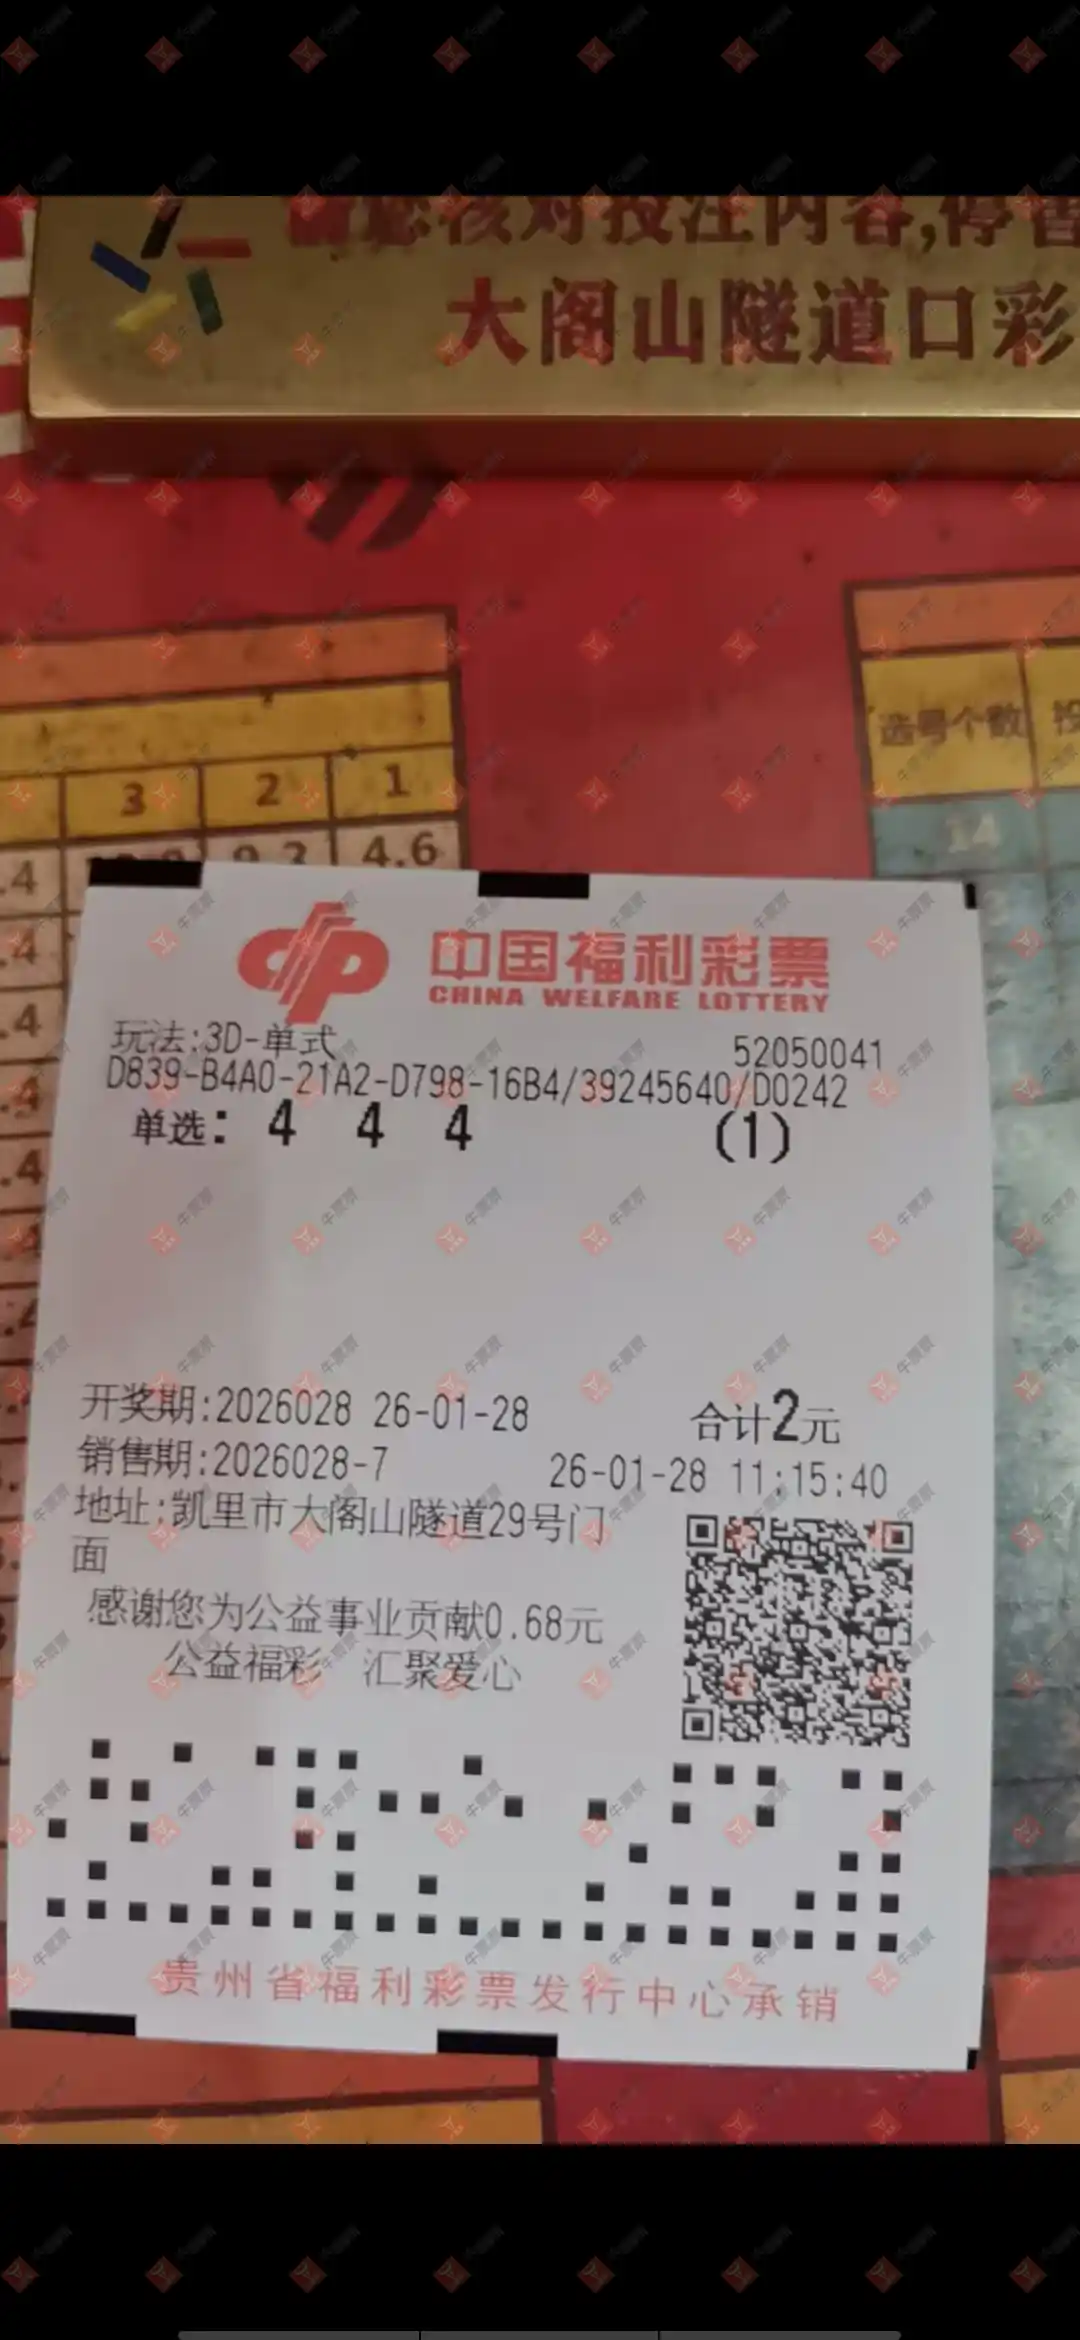 您核对投注内容,停留
大阁山隧道口彩
3 2 1
4.6
选号个数
14
中国福利彩票
CHINA WELFARE LOTTERY
玩法:3D-单式 52050041
D839-B4A0-21A2-D798-16B4/39245640/D0242
单选: 4 4 4 (1)
开奖期:2026028 26-01-28 合计2元
销售期:2026028-7 26-01-28 11:15:40
地址:凯里市大阁山隧道29号门
面
感谢您为公益事业贡献0.68元
公益福彩 汇聚爱心
贵州省福利彩票发行中心承销
牛票票